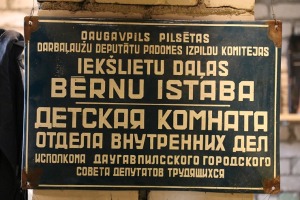 DAUGAVPILS PILSĒTAS
DARBAĻAUŽU DEPUTĀTU PADOMES IZPILDU KOMITEJAS
IEKŠLIETU DAĻAS
BĒRNU ISTABA
ДЕТСКАЯ КОМНАТА
ОТДЕЛА ВНУТРЕННИХ ДЕЛ
ИСПОЛКОМА ДАУГАВПИЛССКОГО ГОРОДСКОГО
СОВЕТА ДЕПУТАТОВ ТРУДЯЩИХСЯ